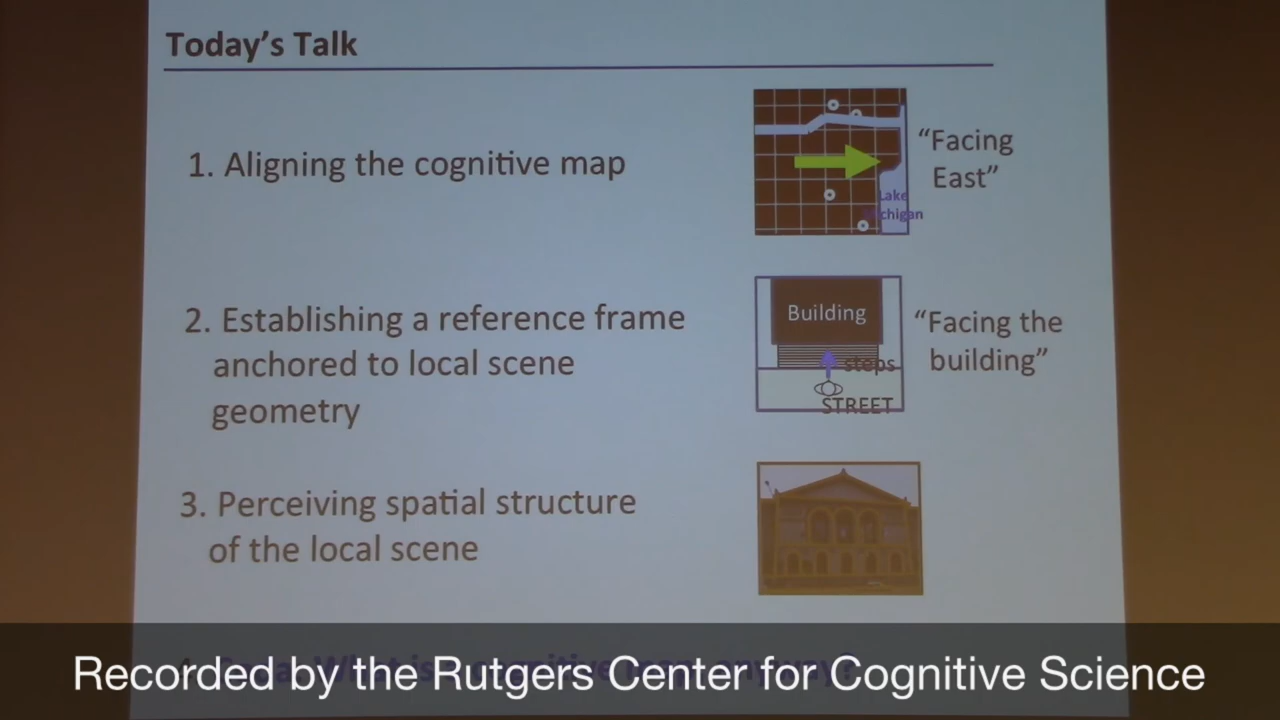 Today's Talk
1. Aligning the cognitive map
"Facing
East"
Lake
Michigan
2. Establishing a reference frame
anchored to local scene
geometry
Building
steps
STREET
"Facing the
building"
3. Perceiving spatial structure
of the local scene
Recorded by the Rutgers Center for Cognitive Science